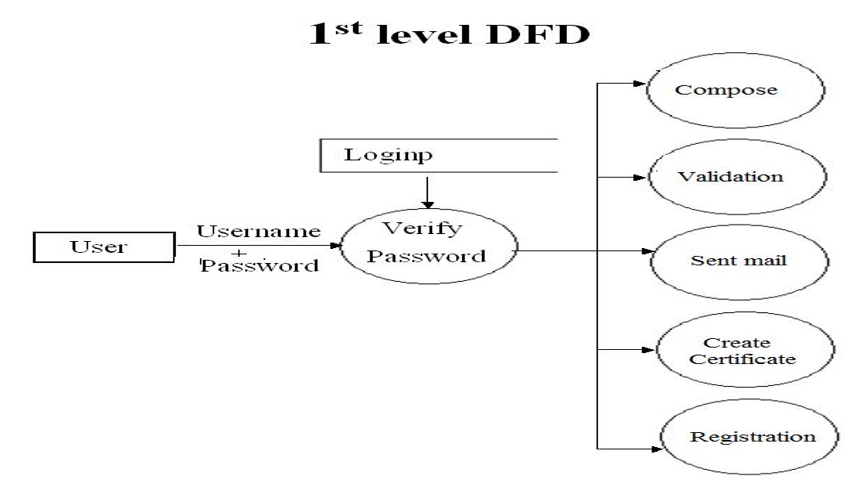 1st level DFD
Loginp
User
Username
+
Password
Verify
Password
Compose
Validation
Sent mail
Create
Certificate
Registration